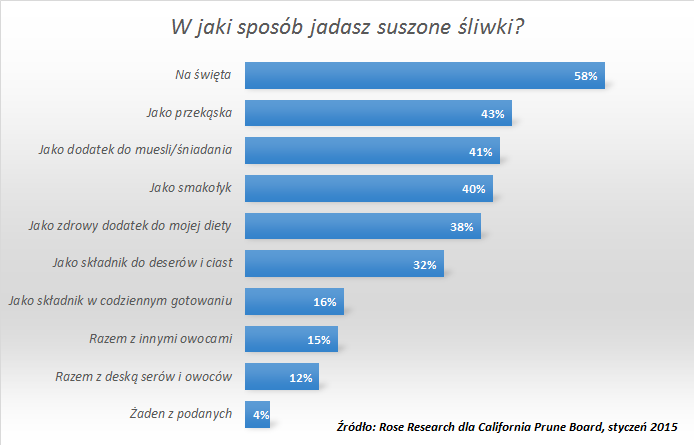 W jaki sposób jadasz suszone śliwki?
Na święta 58%
Jako przekąska 43%
Jako dodatek do muesli/śniadania 41%
Jako smakołyk 40%
Jako zdrowy dodatek do mojej diety 38%
Jako składnik do deserów i ciast 32%
Jako składnik w codziennym gotowaniu 16%
Razem z innymi owocami 15%
Razem z deską serów i owoców 12%
Żaden z podanych 4%
Źródło: Rose Research dla California Prune Board, styczeń 2015